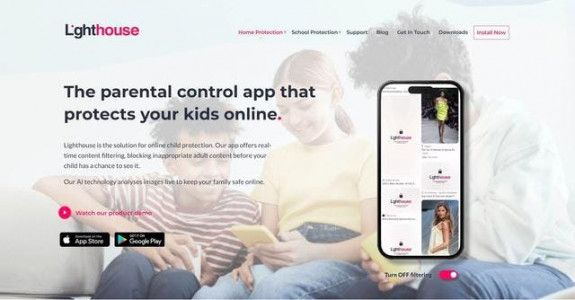 Lighthouse
Home Protection School Protection Support Blog Get In Touch Downloads Install Now
The parental control app that
protects your kids online.
Lighthouse is the solution for online child protection. Our app offers real-
time content filtering, blocking inappropriate adult content before your
child has a chance to see it.
Our AI technology analyses images live to keep your family safe online.
Watch our product demo
Download on the
App Store
GET IT ON
Google Play
Lighthouse
Lighthouse
Lighthouse
Lighthouse
Turn OFF filtering